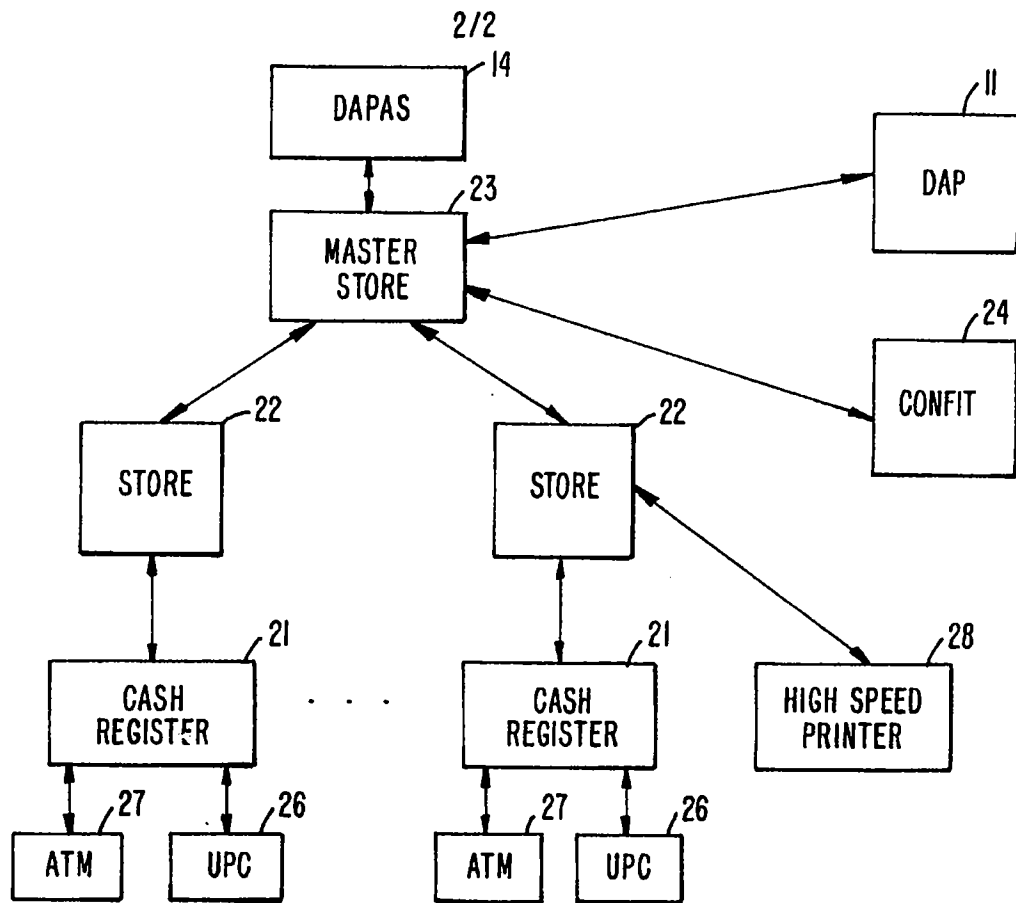 2/2
14
DAPAS
11
DAP
23
MASTER
STORE
24
CONFIT
22
STORE
22
STORE
21
CASH
REGISTER
. . .
21
CASH
REGISTER
28
HIGH SPEED
PRINTER
27
ATM
26
UPC
27
ATM
26
UPC